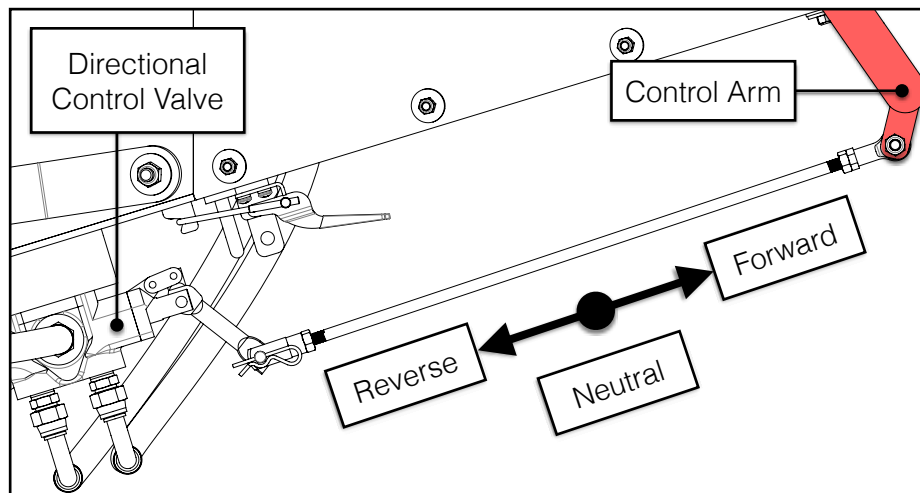 Directional
Control Valve
Control Arm
Forward
Reverse
Neutral